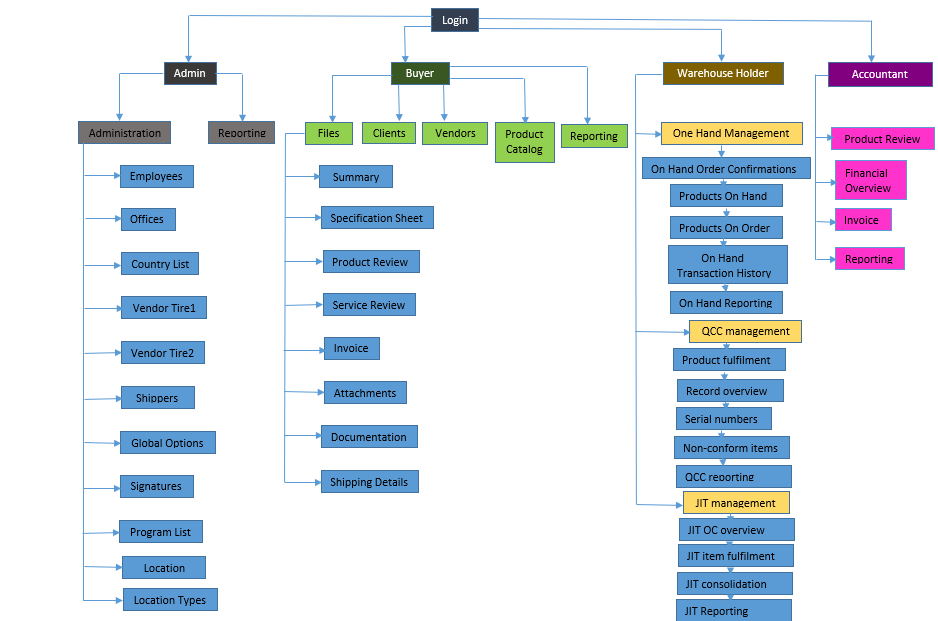 Login
Admin
Buyer
Warehouse Holder
Accountant
Administration
Reporting
Employees
Offices
Country List
Vendor Tire1
Vendor Tire2
Shippers
Global Options
Signatures
Program List
Location
Location Types
Files
Clients
Vendors
Product
Catalog
Reporting
Summary
Specification Sheet
Product Review
Service Review
Invoice
Attachments
Documentation
Shipping Details
One Hand Management
On Hand Order Confirmations
Products On Hand
Products On Order
On Hand
Transaction History
On Hand Reporting
QCC management
Product fulfilment
Record overview
Serial numbers
Non-conform items
QCC reporting
JIT management
JIT OC overview
JIT item fulfilment
JIT consolidation
JIT Reporting
Product Review
Financial
Overview
Invoice
Reporting